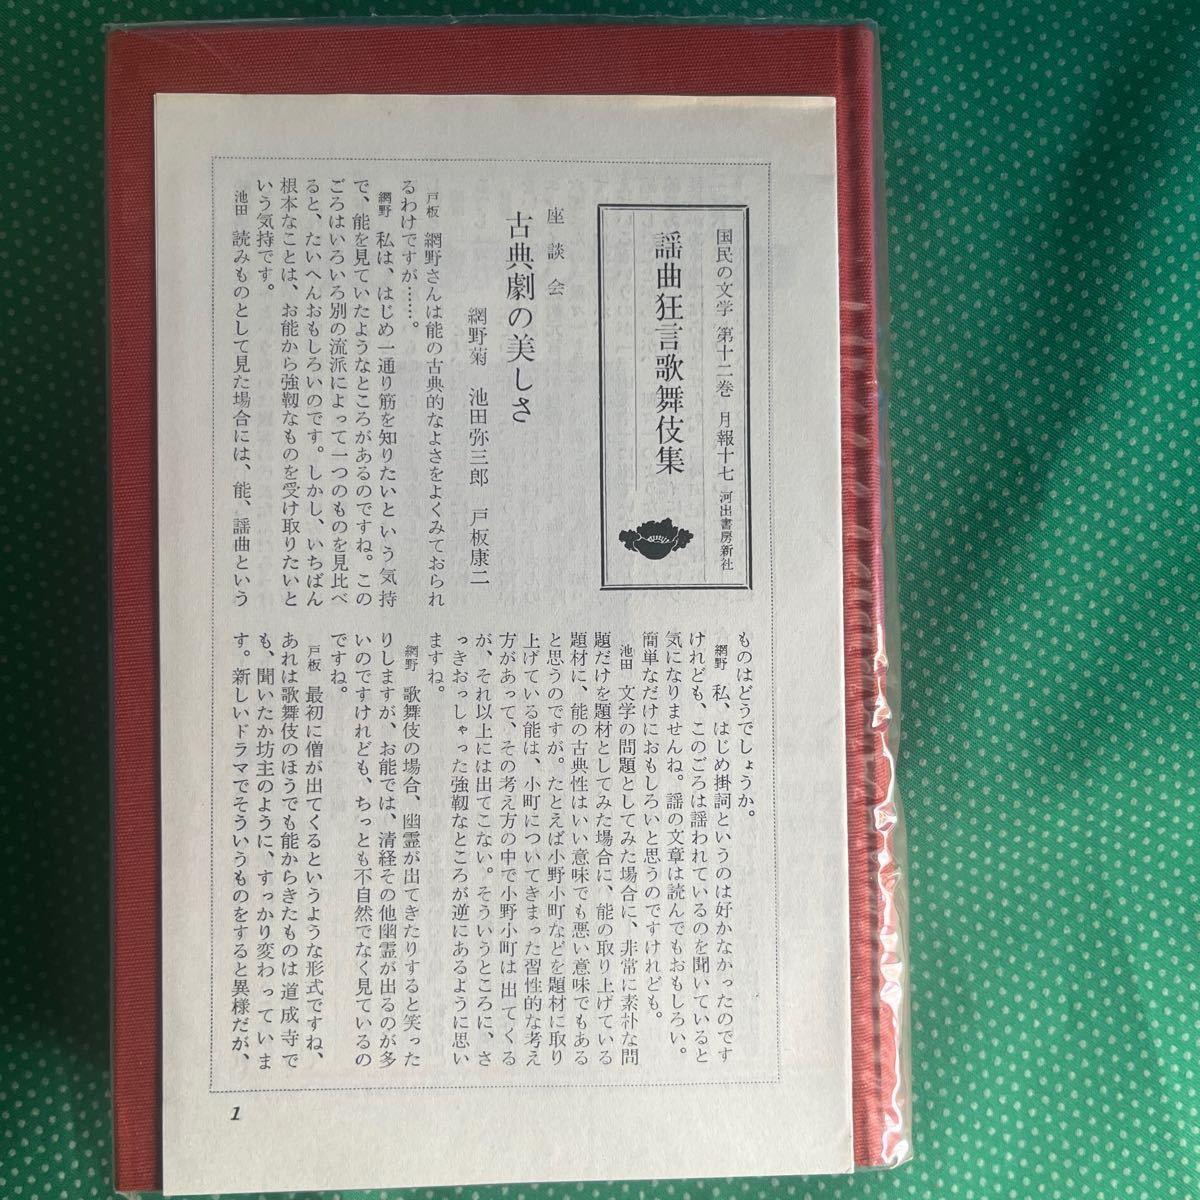 国民の文学 第十二巻 月報十七 河出書房新社
謡曲狂言歌舞伎集
座談会
古典劇の美しさ
網野菊 池田弥三郎 戸板康二
戸板 網野さんは能の古典的なよさをよくみておられ
るわけですが……。
網野 私は、はじめ一通り筋を知りたいという気持
で、能を見ていたようなところがあるのですね。この
ごろはいろいろ別の流派によって一つのものを見比べ
ると、たいへんおもしろいのです。しかし、いちばん
根本なことは、お能から強靱なものを受け取りたいと
いう気持です。
池田 読みものとして見た場合には、能、謡曲という
ものはどうでしょうか。
網野 私、はじめ掛詞というのは好かなかったのです
けれども、このごろは謡われているのを聞いていると
気になりませんね。謡の文章は読んでもおもしろい。
簡単なだけにおもしろいと思うのですけれども。
池田 文学の問題としてみた場合に、非常に素朴な問
題だけを題材としてみた場合に、能の取り上げている
題材に、能の古典性はいい意味でも悪い意味でもある
と思うのですが。たとえば小野小町などを題材に取り
上げている能は、小町についてきまった習性的な考え
方があって、その考え方の中で小野小町は出てくる
が、それ以上には出てこない。そういうところに、さ
っきおっしゃった強靱なところが逆にあるように思い
ますね。
網野 歌舞伎の場合、幽霊が出てきたりすると笑った
りしますが、お能では、清経その他幽霊が出るのが多
いのですけれども、ちっとも不自然でなく見ているの
ですね。
戸板 最初に僧が出てくるというような形式ですね、
あれは歌舞伎のほうでも能からきたものは道成寺で
も、聞いたか坊主のように、すっかり変わっていま
す。新しいドラマでそういうものをすると異様だが、
1